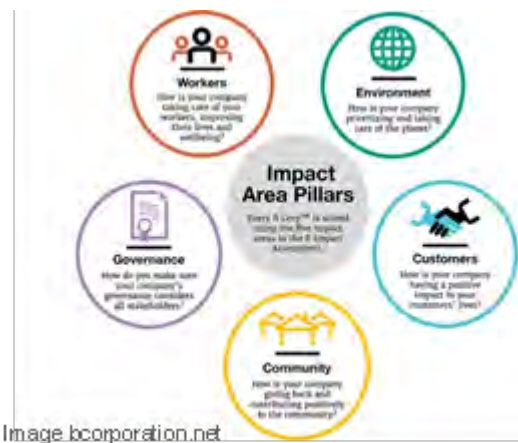 Workers
How is your company
taking care of your
workers, improving
their lives and
wellbeing?
Environment
How is your company
prioritizing and taking
care of the planet?
Impact
Area Pillars
Every B Corp™ is scored
using the five impact
areas in the B Impact
Assessment.
Governance
How do you make sure
your company's
governance considers
all stakeholders?
Customers
How is your company
having a positive
impact in your
customers' lives?
Community
How is your company
giving back and
contributing positively
to the community?
Image bcorporation.net